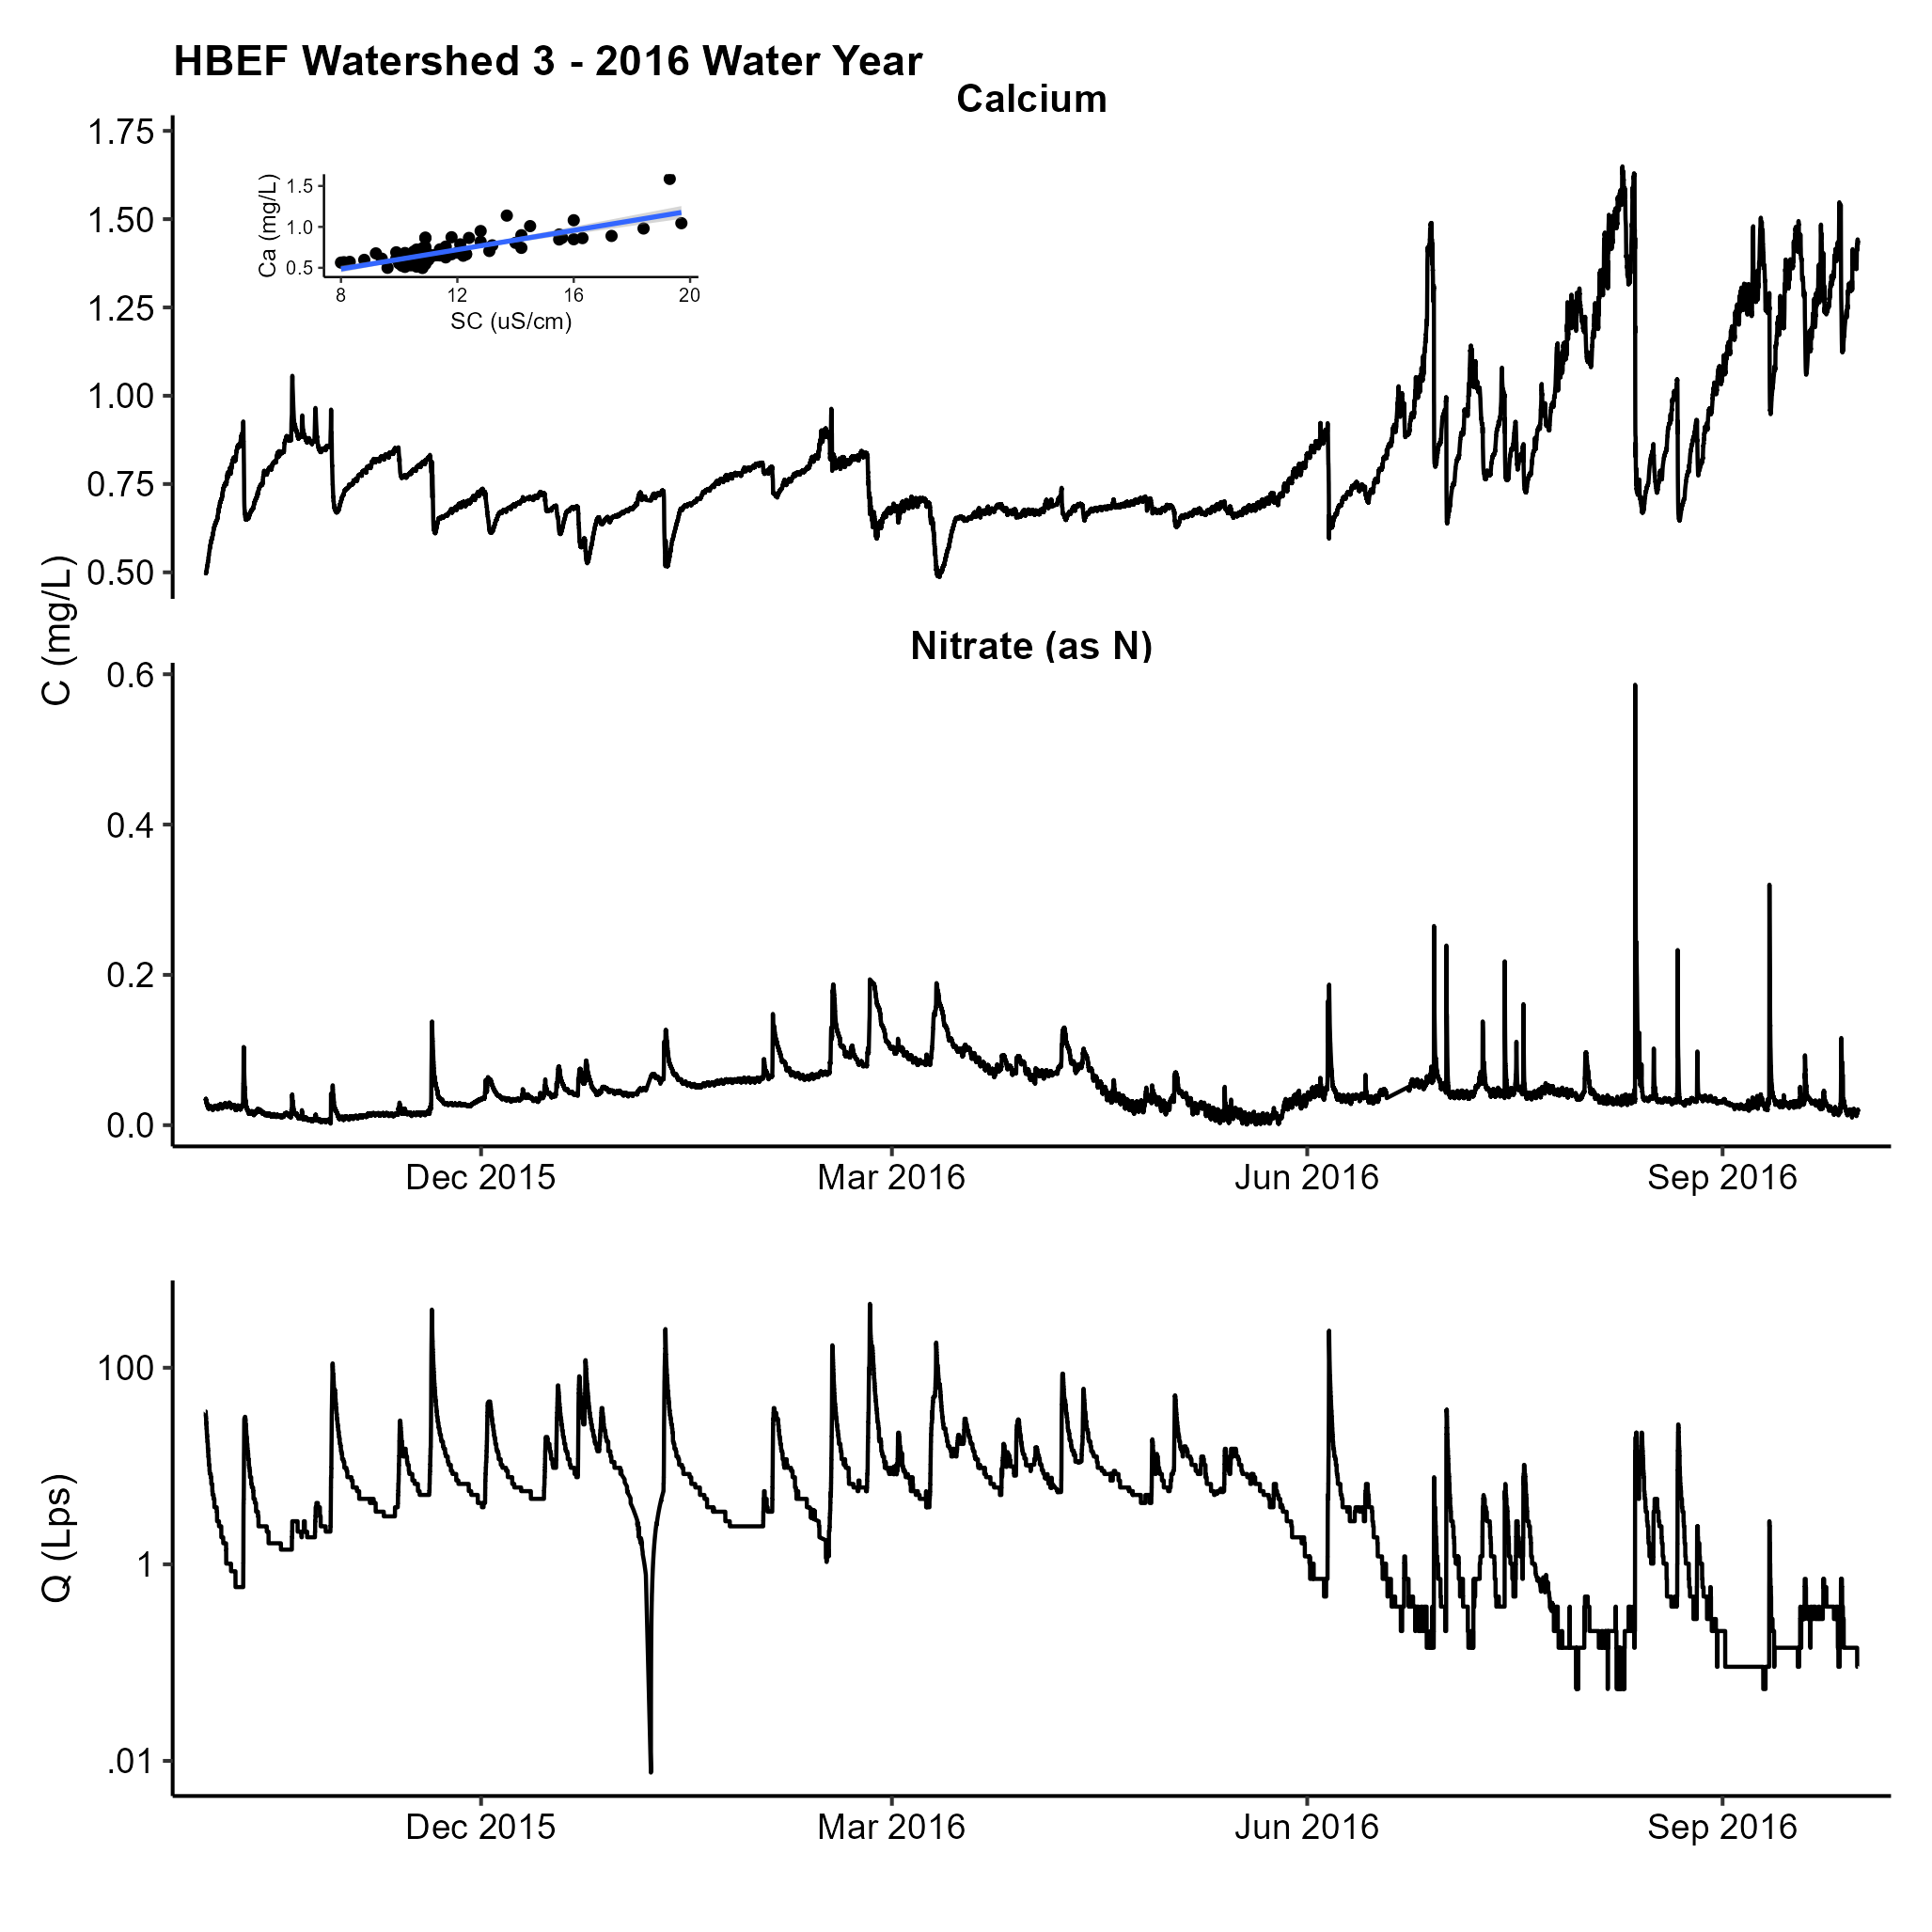 HBEF Watershed 3 - 2016 Water Year
Calcium
1.75
1.50
1.25
1.00
0.75
0.50
Ca (mg/L)
1.5
1.0
0.5
8 12 16 20
SC (uS/cm)
C (mg/L)
Nitrate (as N)
0.6
0.4
0.2
0.0
Dec 2015 Mar 2016 Jun 2016 Sep 2016
Q (Lps)
100
1
.01
Dec 2015 Mar 2016 Jun 2016 Sep 2016